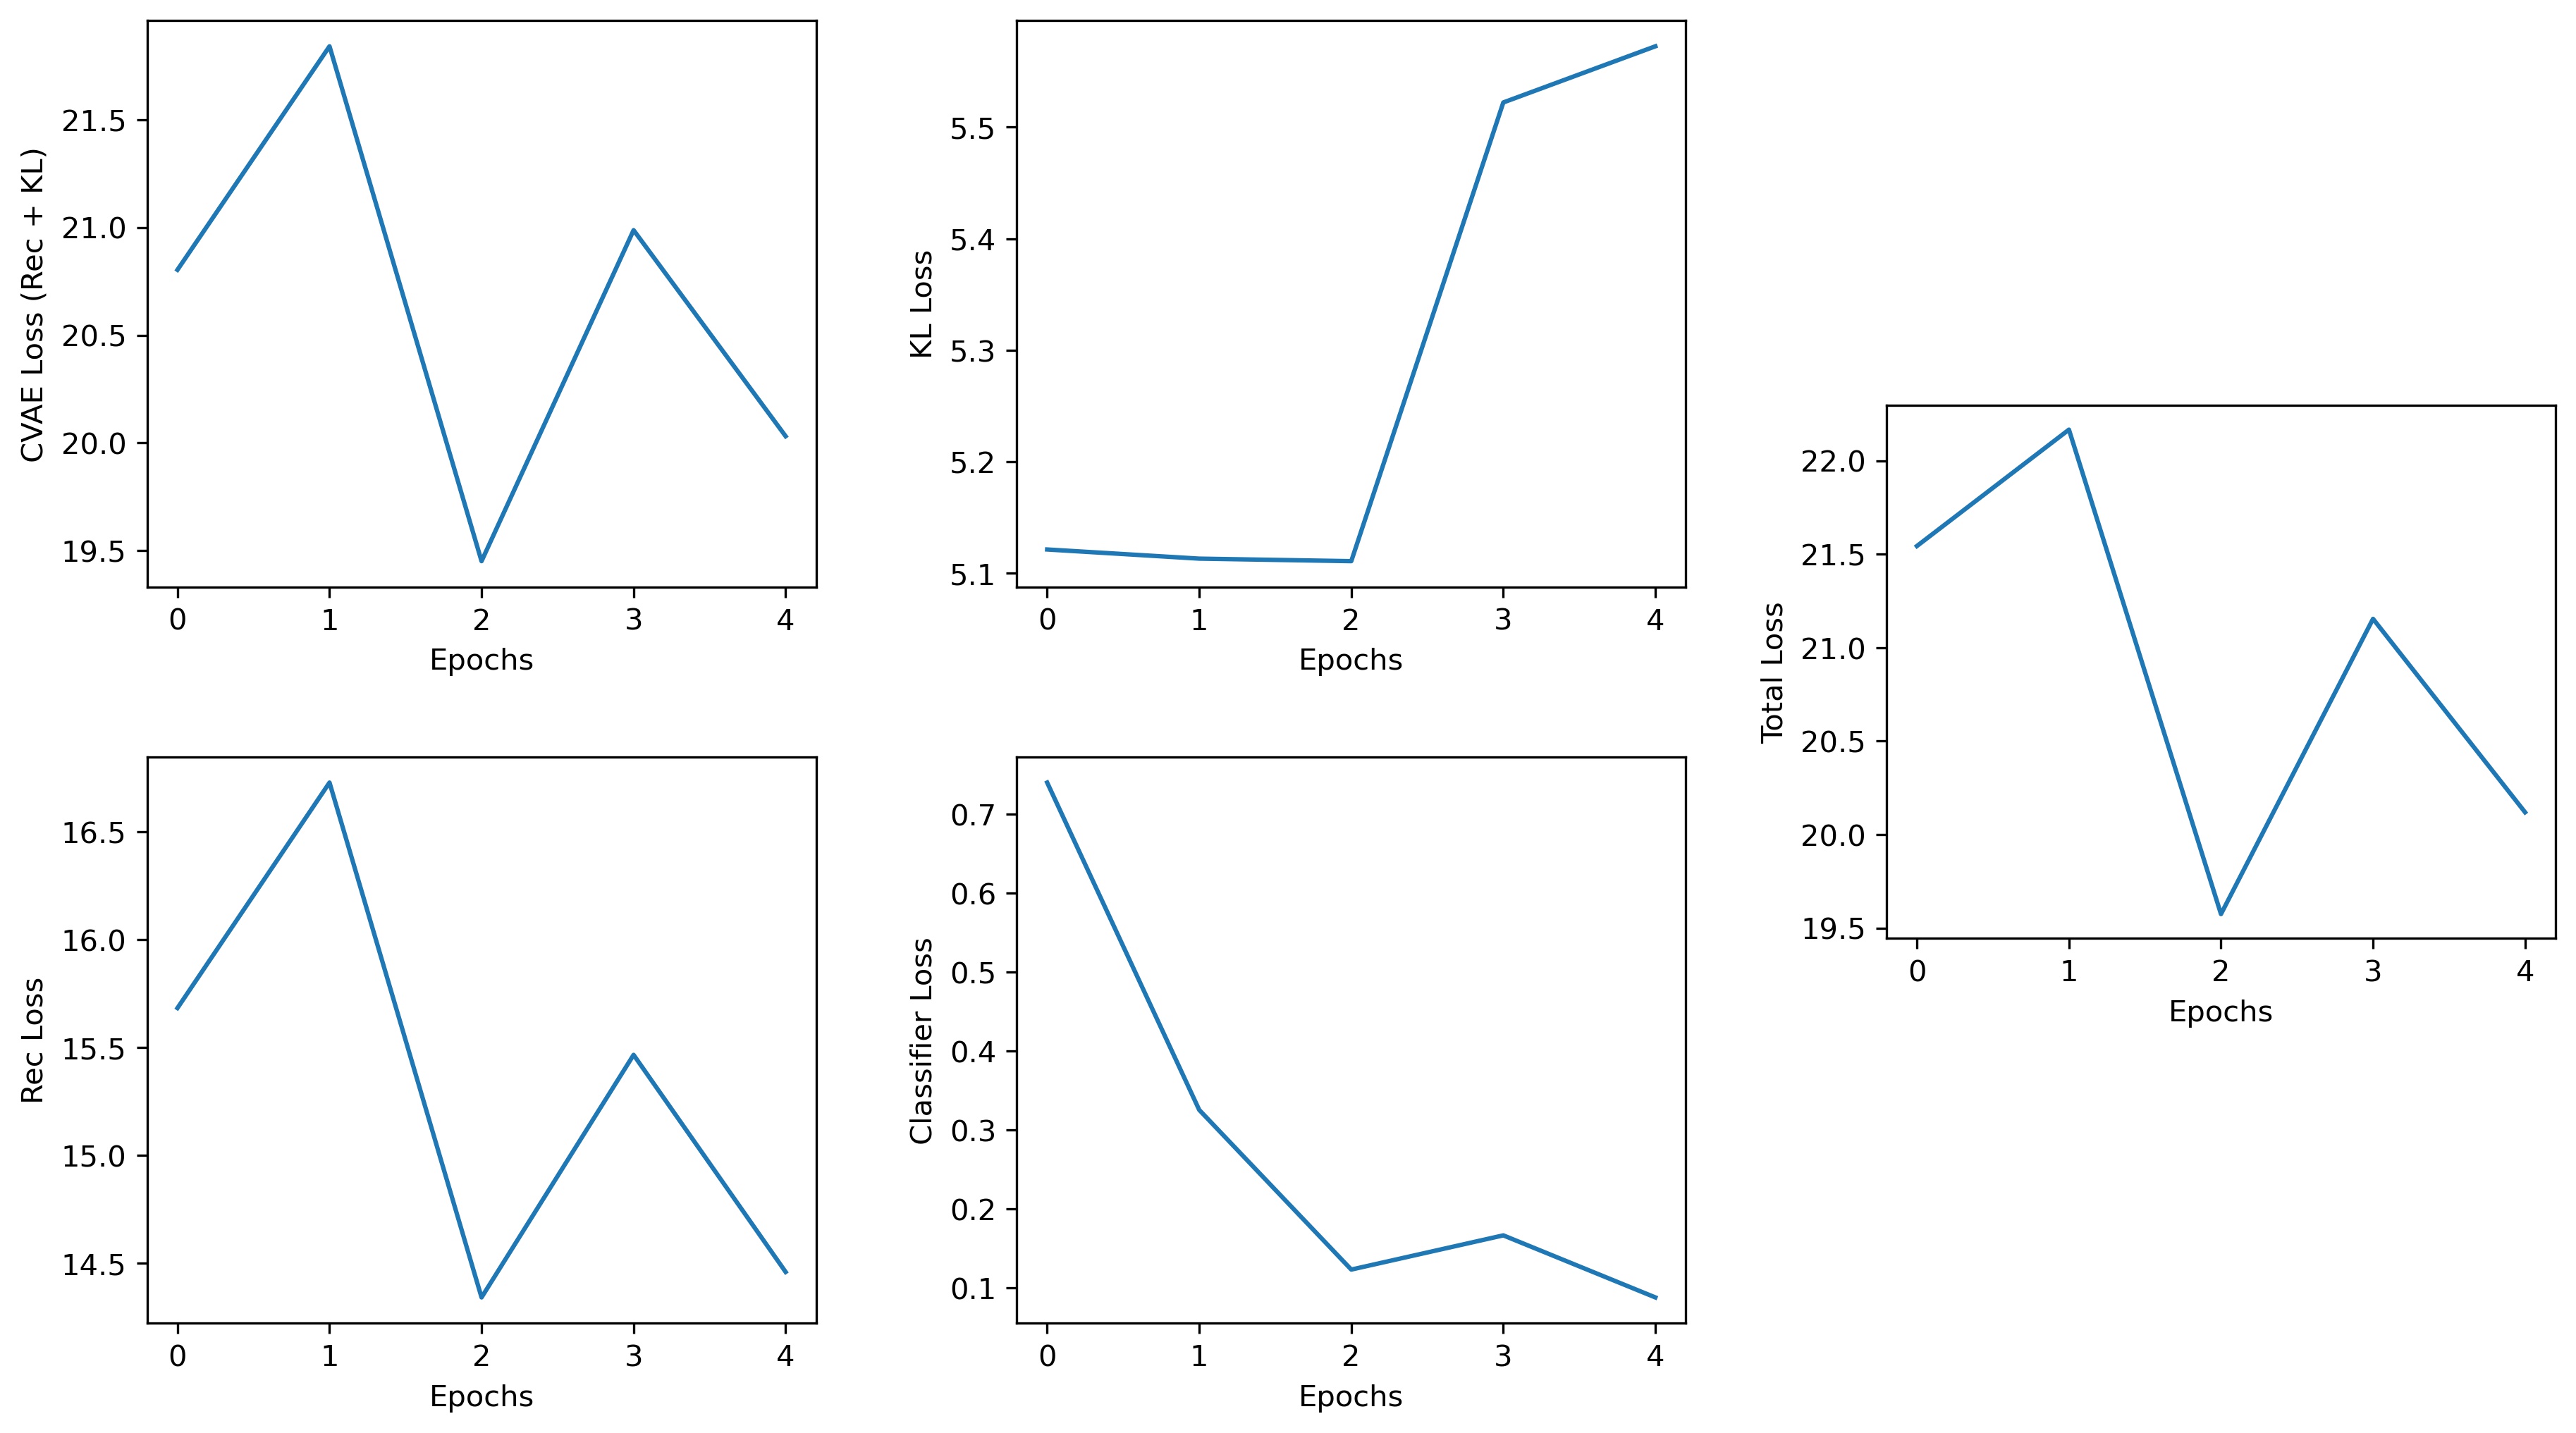 CVAE Loss (Rec + KL)
21.5
21.0
20.5
20.0
19.5
0 1 2 3 4
Epochs
KL Loss
5.5
5.4
5.3
5.2
5.1
0 1 2 3 4
Epochs
Rec Loss
16.5
16.0
15.5
15.0
14.5
0 1 2 3 4
Epochs
Classifier Loss
0.7
0.6
0.5
0.4
0.3
0.2
0.1
0 1 2 3 4
Epochs
Total Loss
22.0
21.5
21.0
20.5
20.0
19.5
0 1 2 3 4
Epochs